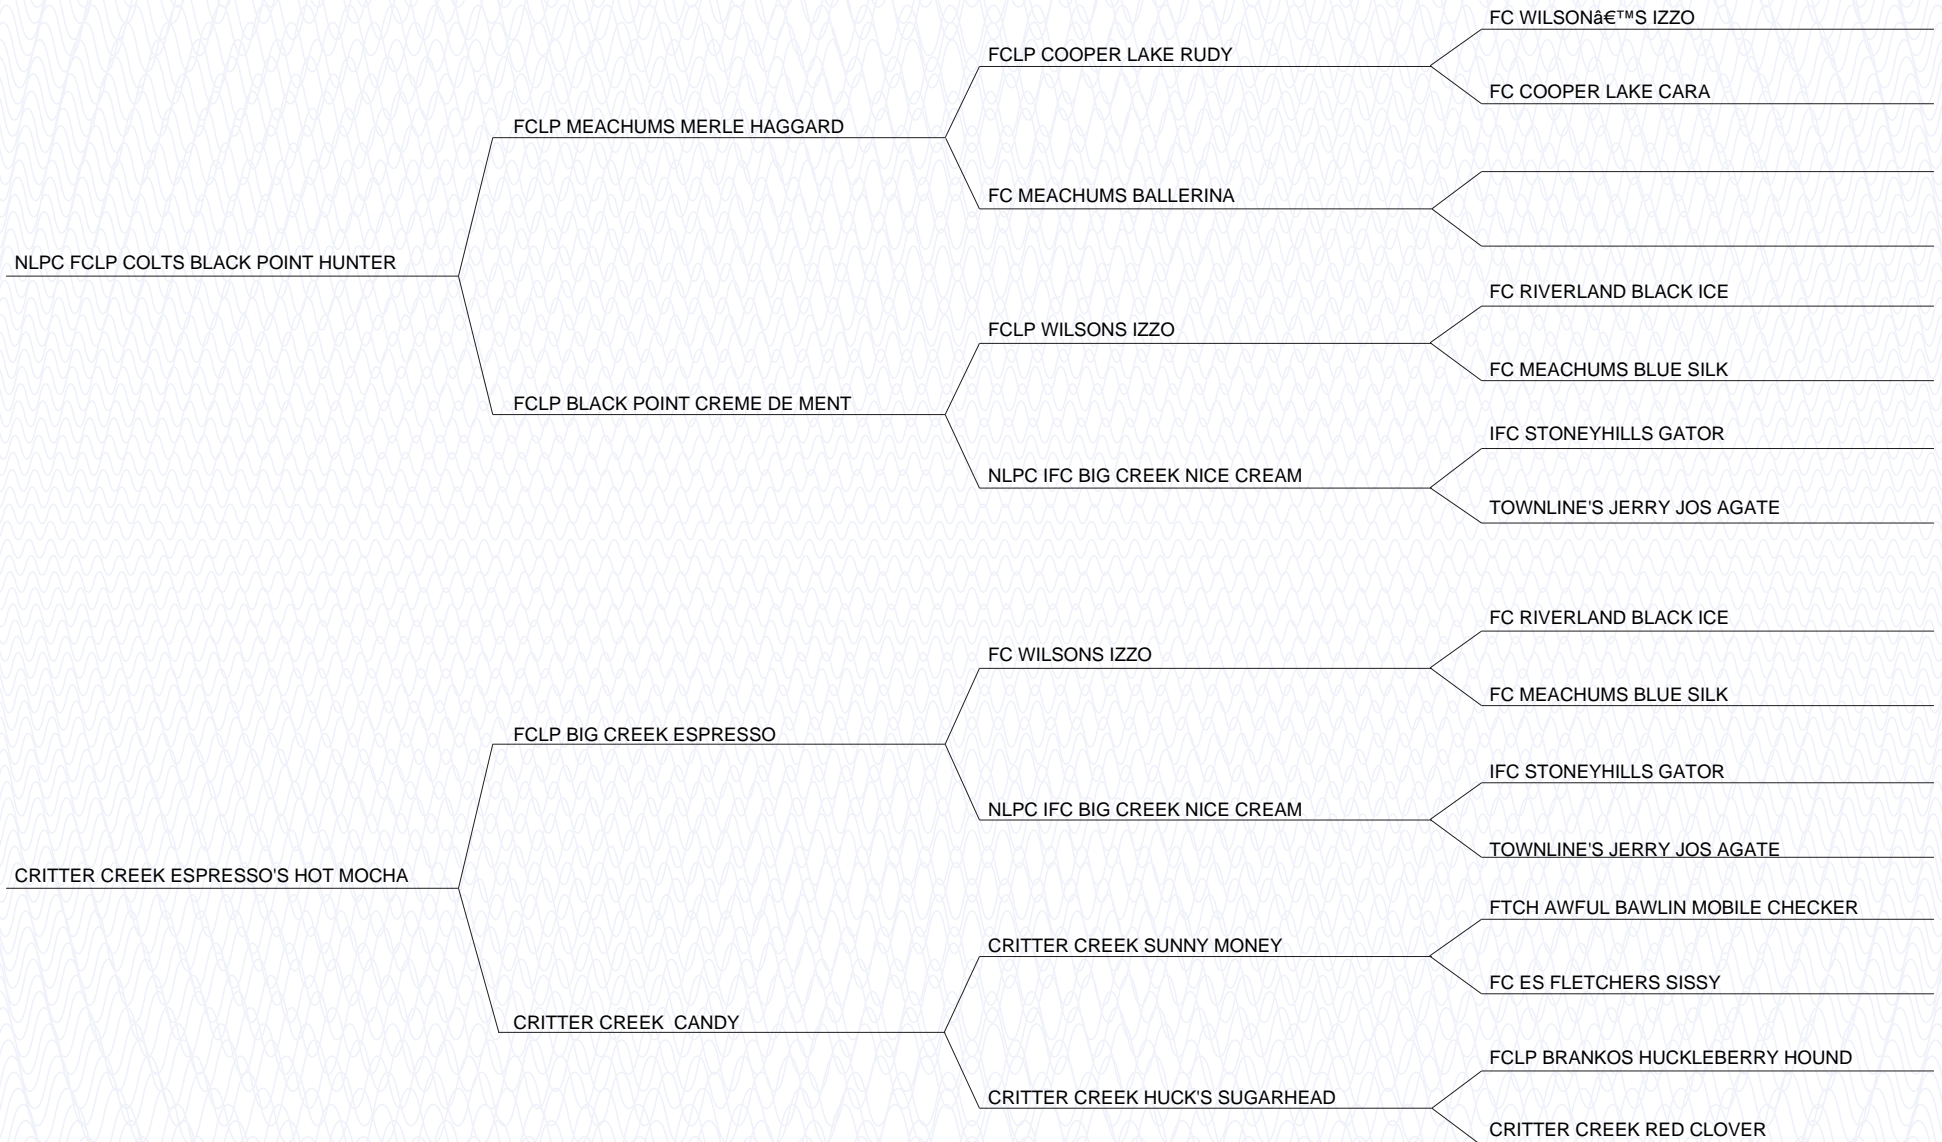 FC WILSONâ€™S IZZO
FCLP COOPER LAKE RUDY
FC COOPER LAKE CARA
FCLP MEACHUMS MERLE HAGGARD
FC MEACHUMS BALLERINA
NLPC FCLP COLTS BLACK POINT HUNTER
FC RIVERLAND BLACK ICE
FCLP WILSONS IZZO
FC MEACHUMS BLUE SILK
FCLP BLACK POINT CREME DE MENT
IFC STONEYHILLS GATOR
NLPC IFC BIG CREEK NICE CREAM
TOWNLINE'S JERRY JOS AGATE
FC RIVERLAND BLACK ICE
FC WILSONS IZZO
FC MEACHUMS BLUE SILK
FCLP BIG CREEK ESPRESSO
IFC STONEYHILLS GATOR
NLPC IFC BIG CREEK NICE CREAM
TOWNLINE'S JERRY JOS AGATE
CRITTER CREEK ESPRESSO'S HOT MOCHA
FTCH AWFUL BAWLIN MOBILE CHECKER
CRITTER CREEK SUNNY MONEY
FC ES FLETCHERS SISSY
CRITTER CREEK  CANDY
FCLP BRANKOS HUCKLEBERRY HOUND
CRITTER CREEK HUCK'S SUGARHEAD
CRITTER CREEK RED CLOVER